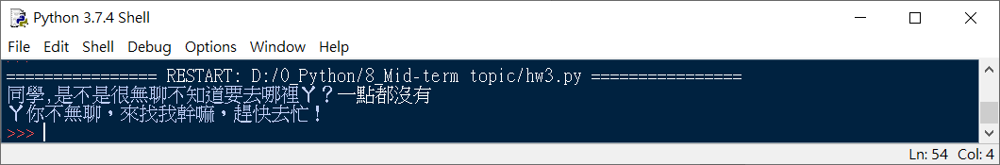 Python 3.7.4 Shell
File Edit Shell Debug Options Window Help
================ RESTART: D:/0_Python/8_Mid-term topic/hw3.py ================
同學,是不是很無聊不知道要去哪裡ㄚ？一點都沒有
ㄚ你不無聊，來找我幹嘛，趕快去忙！
>>>
Ln: 54 Col: 4